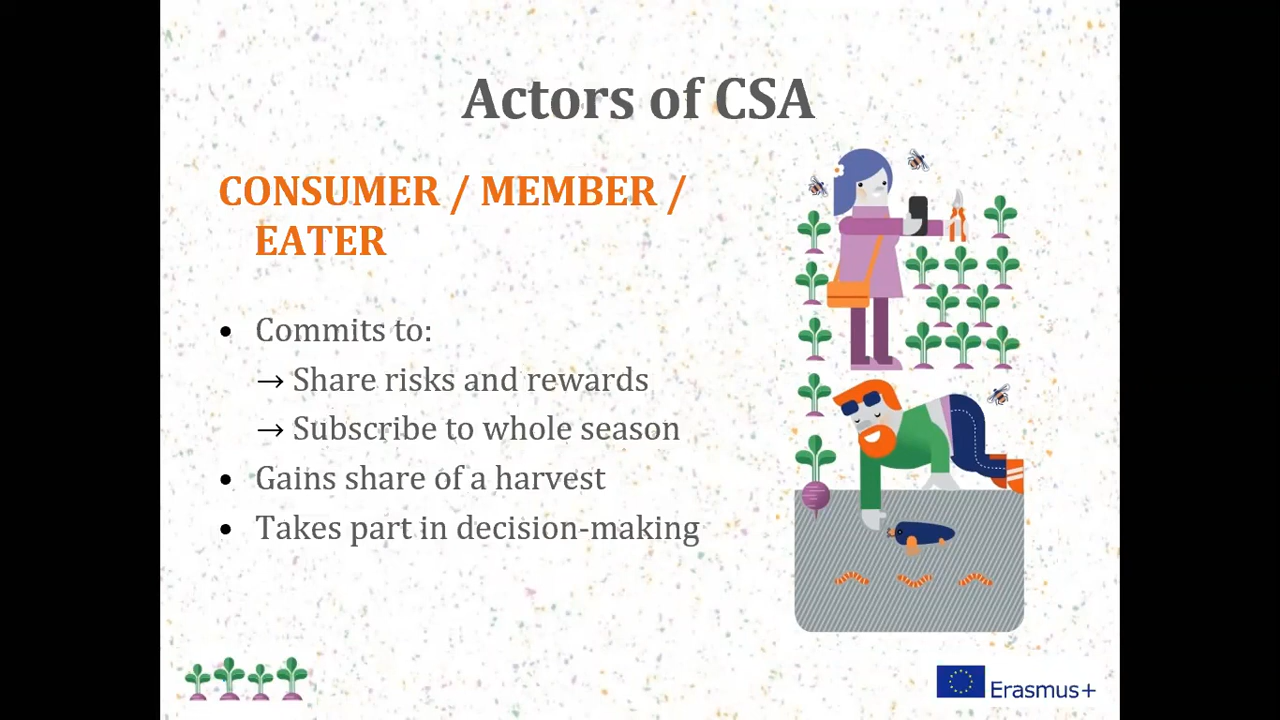 Actors of CSA
CONSUMER / MEMBER /
EATER
• Commits to:
→ Share risks and rewards
→ Subscribe to whole season
• Gains share of a harvest
• Takes part in decision-making
Erasmus+